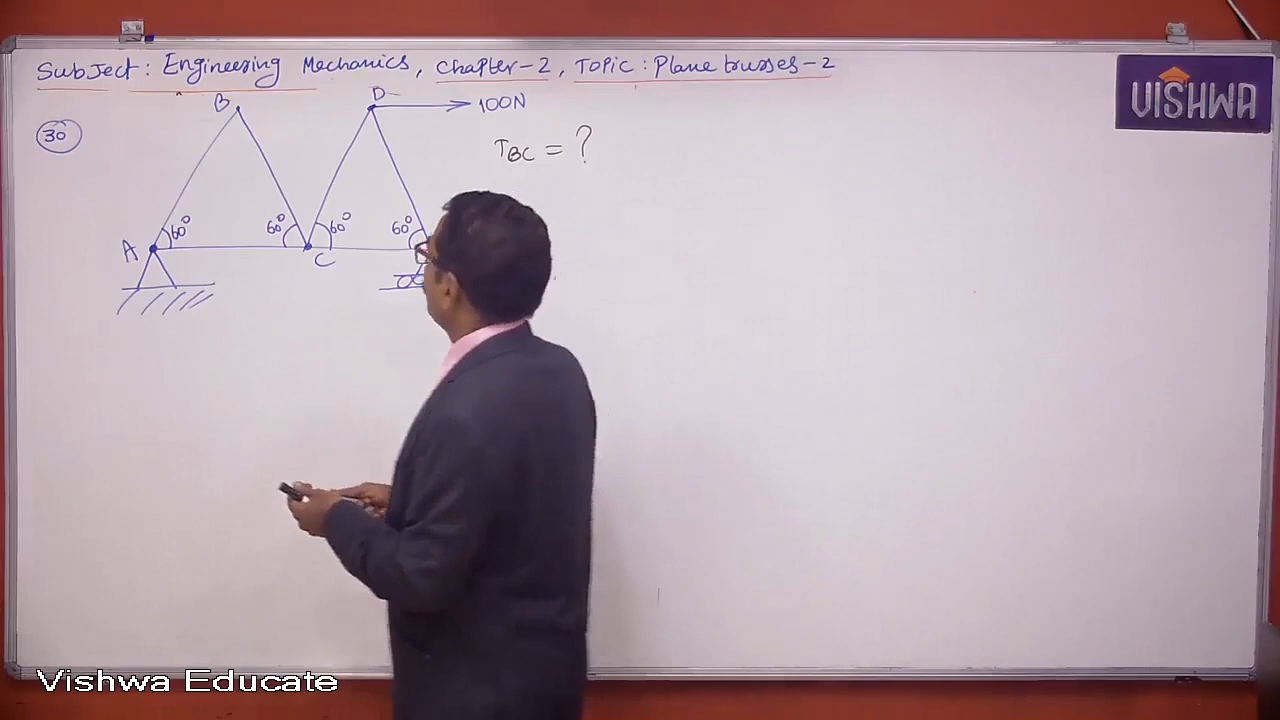 Subject: Engineering Mechanics, Chapter-2, Topic: Plane trusses-2
VISHWA
30
B
D
100N
TBC = ?
60°
60°
60°
60°
A
C
Vishwa Educate